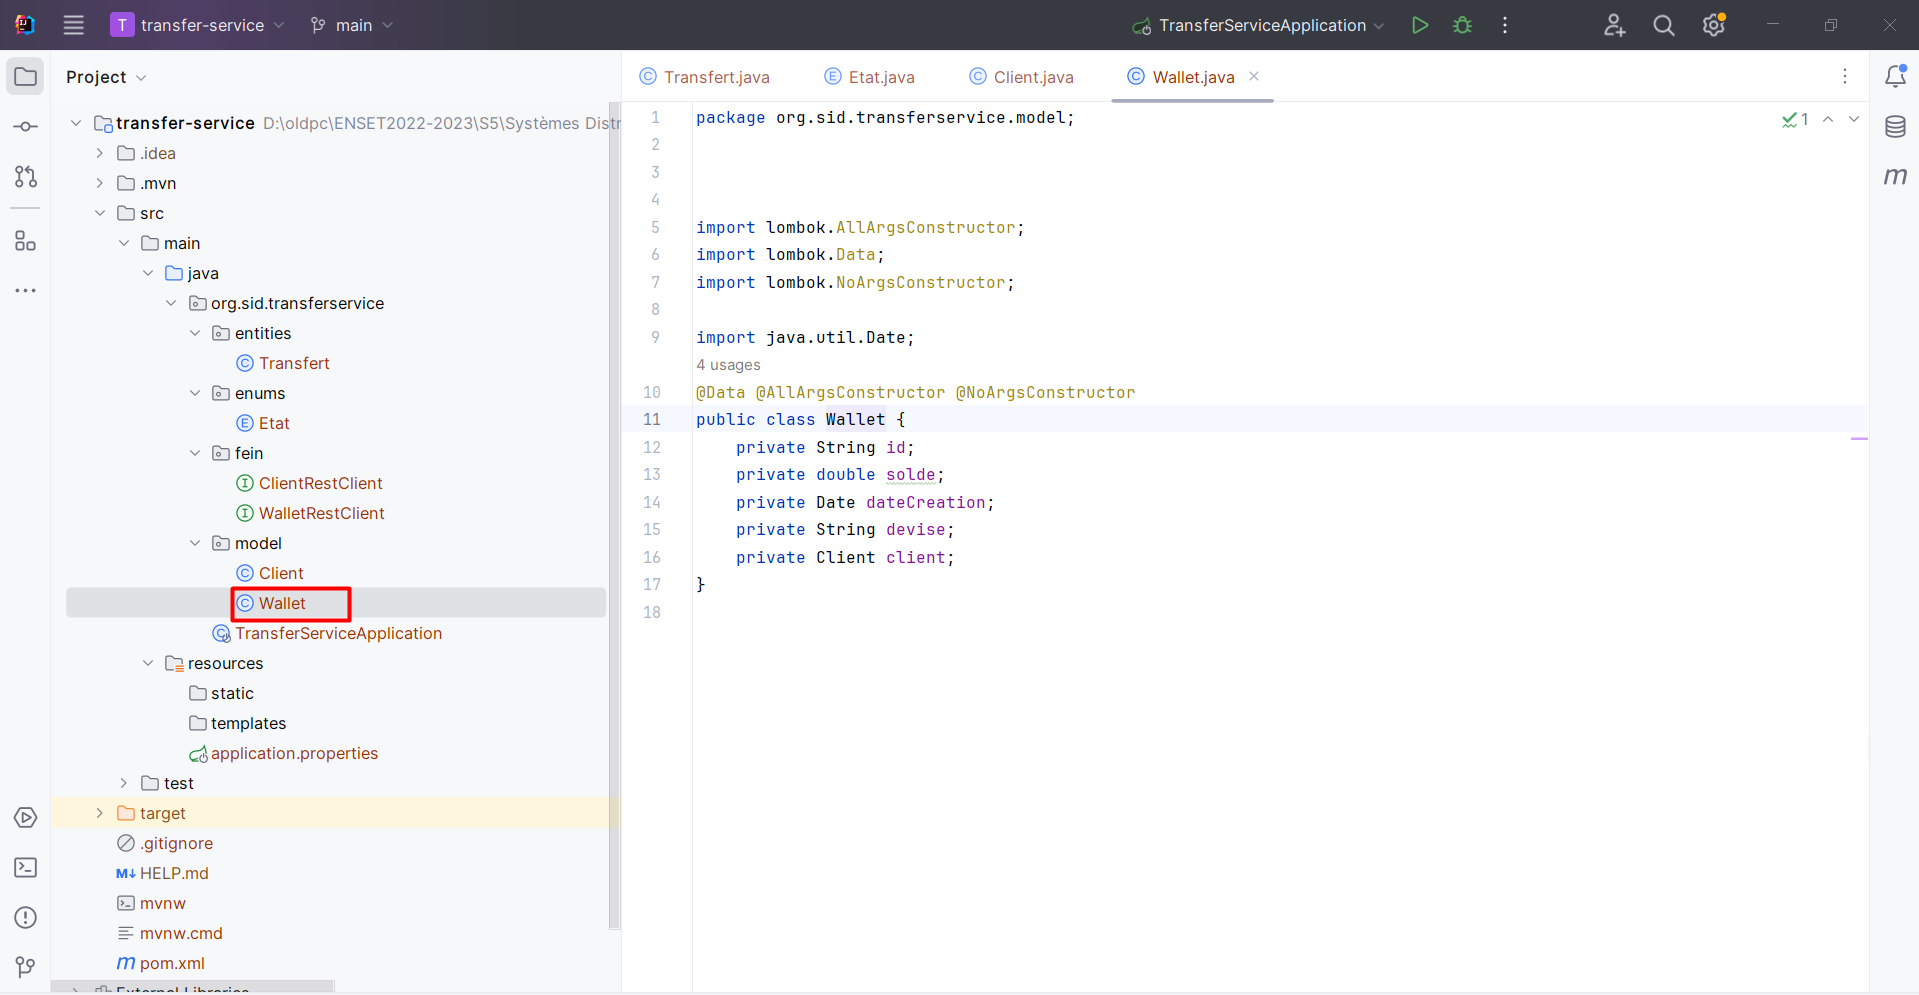 T transfer-service main TransferServiceApplication
Project
transfer-service D:\oldpc\ENSET2022-2023\S5\Systèmes Distr
.idea
.mvn
src
main
java
org.sid.transferservice
entities
Transfert
enums
Etat
fein
ClientRestClient
WalletRestClient
model
Client
Wallet
TransferServiceApplication
resources
static
templates
application.properties
test
target
.gitignore
HELP.md
mvnw
mvnw.cmd
pom.xml
External Libraries
Transfert.java Etat.java Client.java Wallet.java
1 package org.sid.transferservice.model;
2
3
4
5 import lombok.AllArgsConstructor;
6 import lombok.Data;
7 import lombok.NoArgsConstructor;
8
9 import java.util.Date;
4 usages
10 @Data @AllArgsConstructor @NoArgsConstructor
11 public class Wallet {
12 private String id;
13 private double solde;
14 private Date dateCreation;
15 private String devise;
16 private Client client;
17 }
18
1